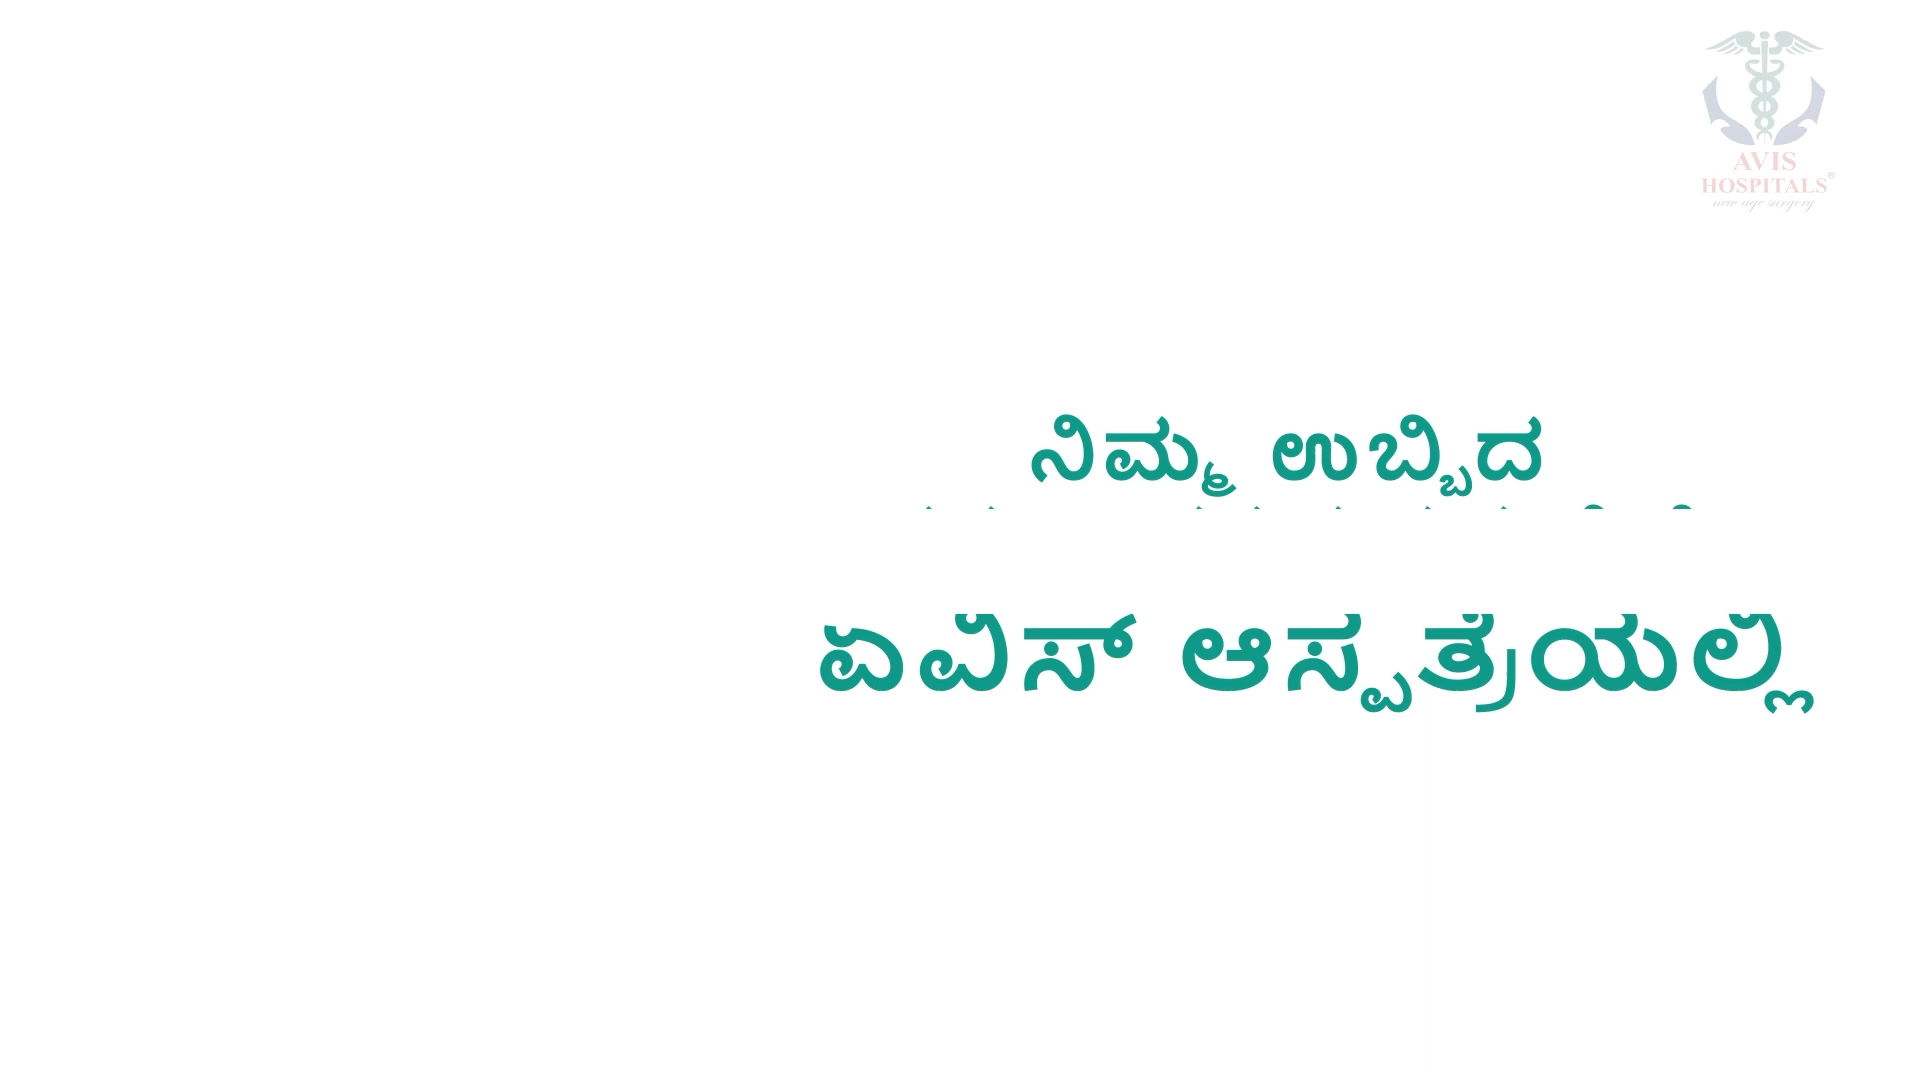 AVIS
HOSPITALS®
new age surgery
ನಿಮ್ಮ ಉಬ್ಬಿದ
ಏವಿಸ್ ಆಸ್ಪತ್ರೆಯಲ್ಲಿ